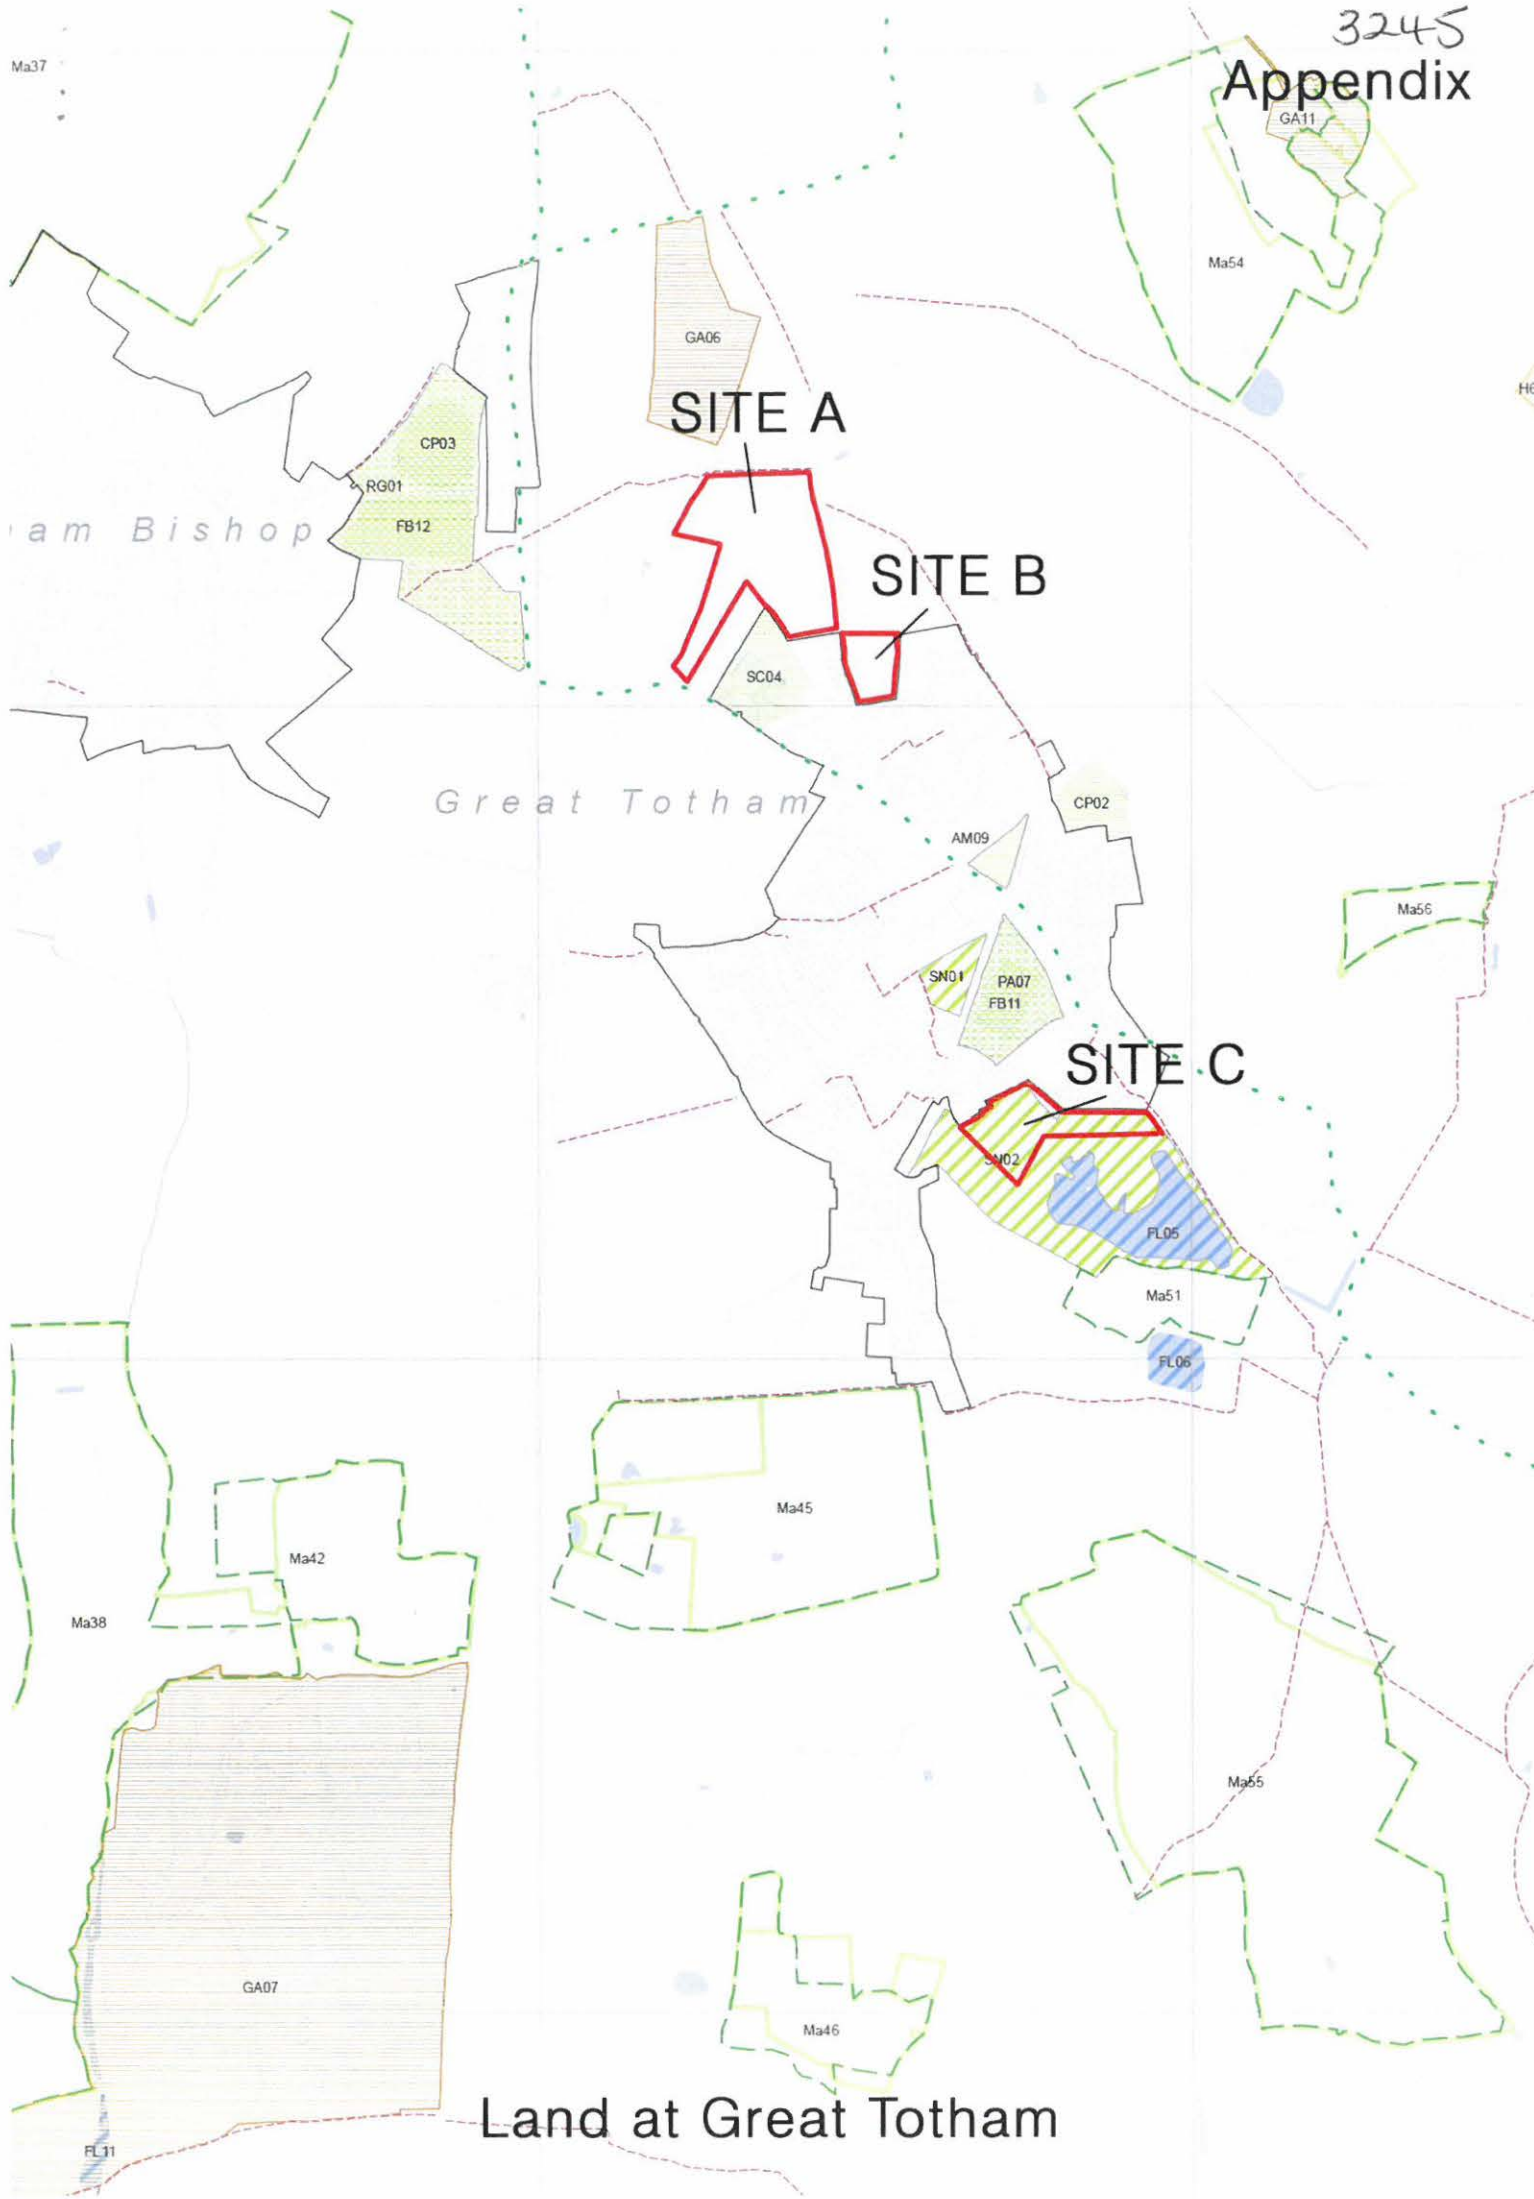 3245
Appendix
Ma37
GA11
Ma54
GA06
SITE A
CP03
RG01
FB12
am Bishop
SITE B
SC04
Great Totham
CP02
AM09
Ma56
SN01
PA07
FB11
SITE C
SN02
FL05
Ma51
FL06
Ma45
Ma42
Ma38
Ma55
GA07
Ma46
Land at Great Totham
FL11